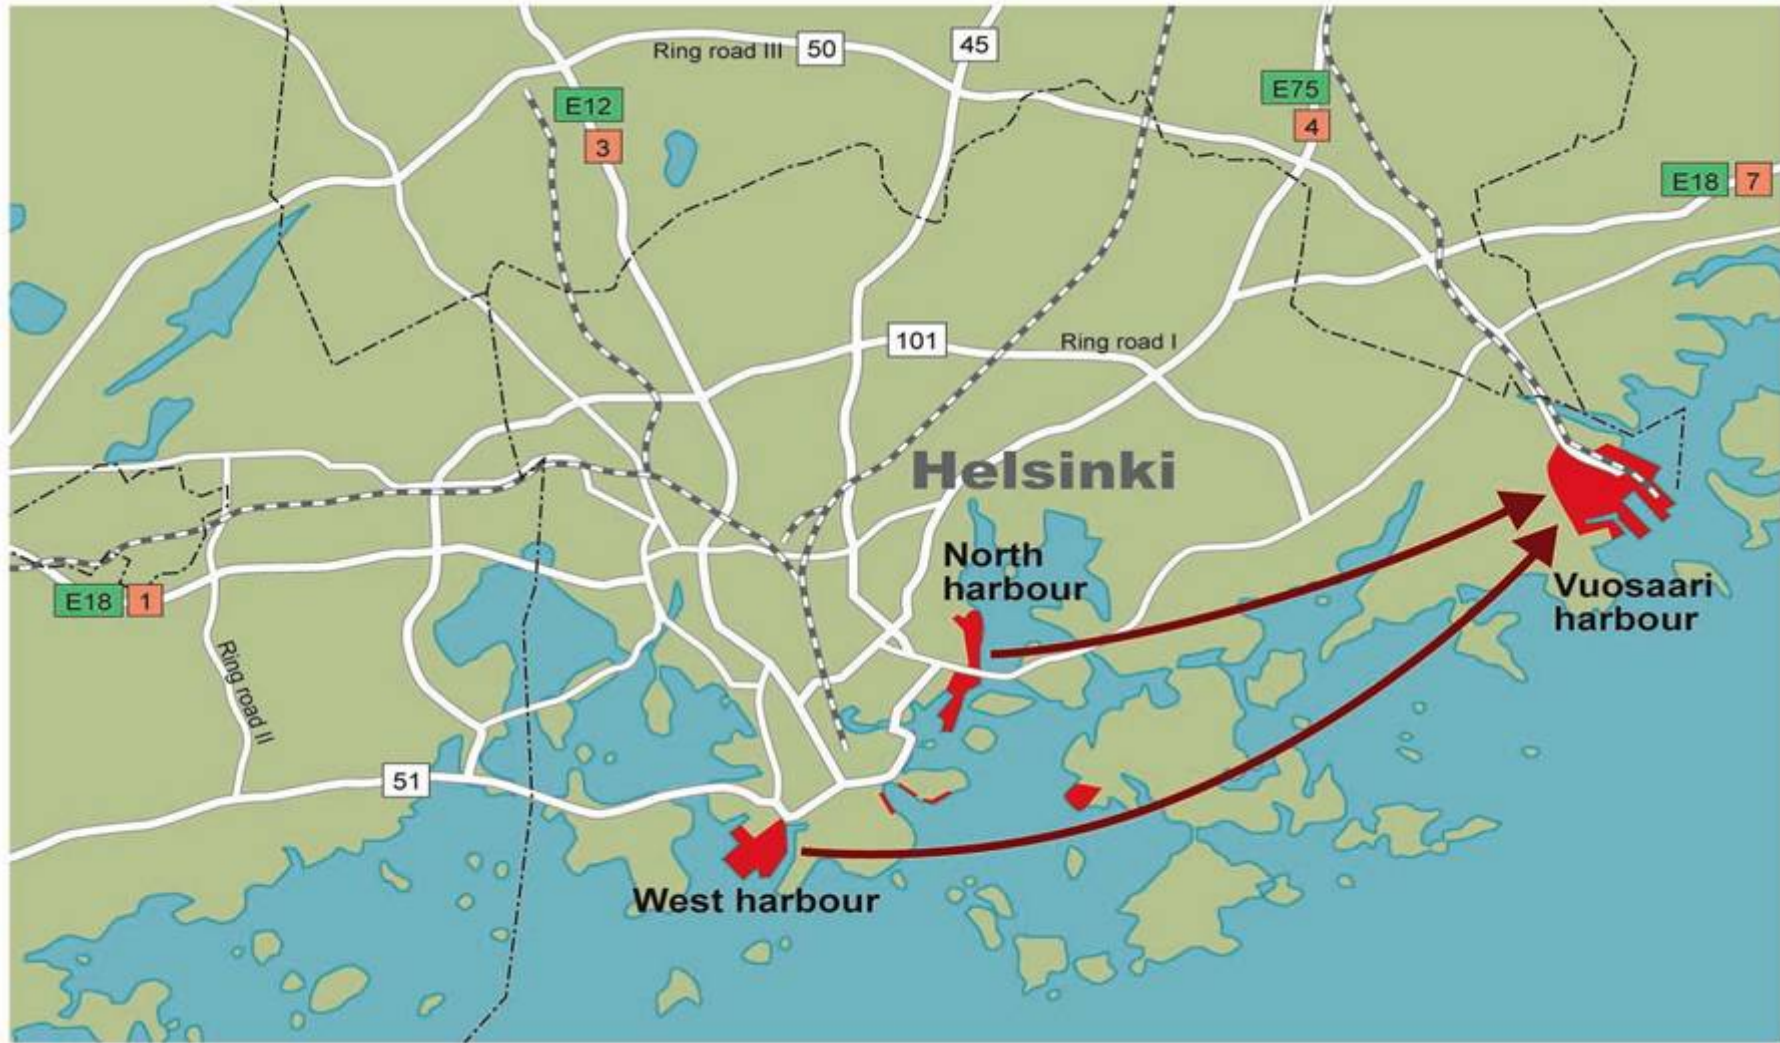 Ring road III
50
45
E12
3
E75
4
E18 7
101
Ring road I
Helsinki
North
harbour
Vuosaari
harbour
E18 1
Ring road II
51
West harbour